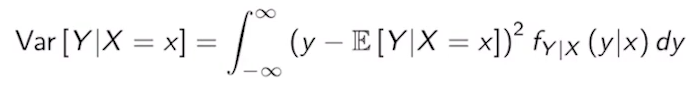 Var [Y|X = x] = ∫_{-∞}^{∞} (y − 𝔼 [Y|X = x])² f_{Y|X} (y|x) dy